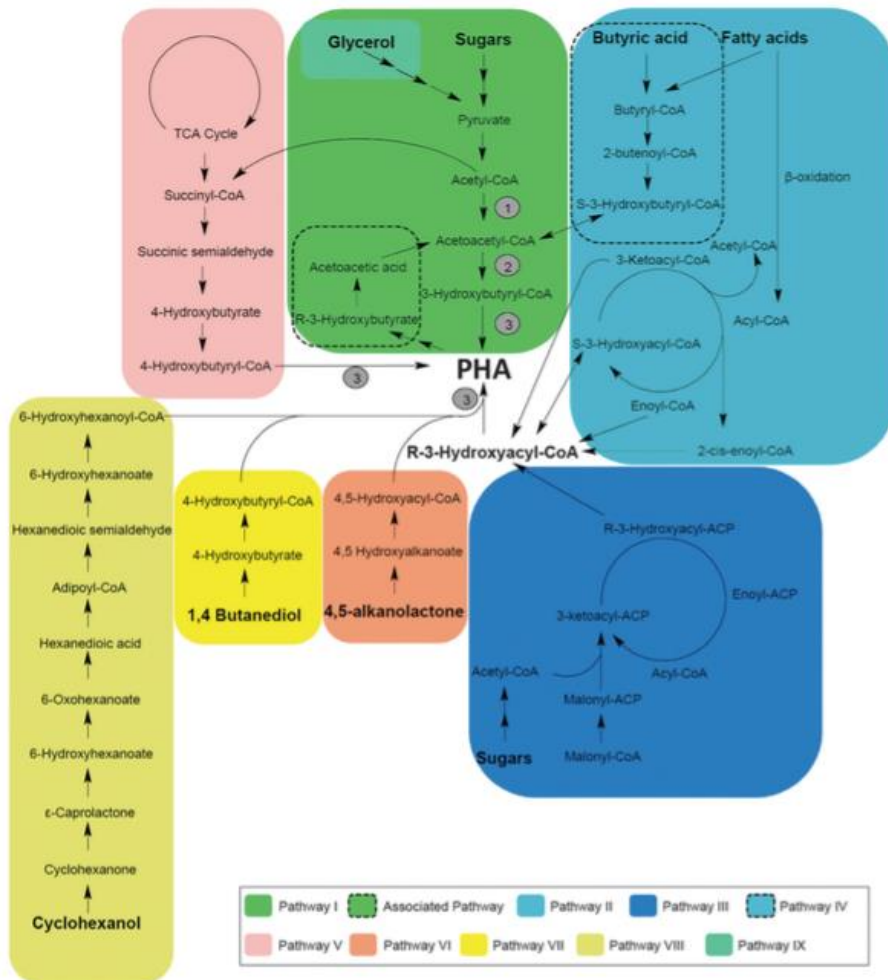 Glycerol
Sugars
Pyruvate
Acetyl-CoA
1
Acetoacetyl-CoA
2
3-Hydroxybutyryl-CoA
3
Acetoacetic acid
R-3-Hydroxybutyrate
PHA
TCA Cycle
Succinyl-CoA
Succinic semialdehyde
4-Hydroxybutyrate
4-Hydroxybutyryl-CoA
3
3
Butyric acid
Fatty acids
Butyryl-CoA
2-butenoyl-CoA
S-3-Hydroxybutyryl-CoA
β-oxidation
Acetyl-CoA
3-Ketoacyl-CoA
Acyl-CoA
S-3-Hydroxyacyl-CoA
Enoyl-CoA
2-cis-enoyl-CoA
R-3-Hydroxyacyl-CoA
6-Hydroxyhexanoyl-CoA
6-Hydroxyhexanoate
Hexanedioic semialdehyde
Adipoyl-CoA
Hexanedioic acid
6-Oxohexanoate
6-Hydroxyhexanoate
ε-Caprolactone
Cyclohexanone
Cyclohexanol
4-Hydroxybutyryl-CoA
4-Hydroxybutyrate
1,4 Butanediol
4,5-Hydroxyacyl-CoA
4,5 Hydroxyalkanoate
4,5-alkanolactone
R-3-Hydroxyacyl-ACP
Enoyl-ACP
3-ketoacyl-ACP
Acyl-CoA
Acetyl-CoA
Malonyl-ACP
Sugars
Malonyl-CoA
Pathway I
Associated Pathway
Pathway II
Pathway III
Pathway IV
Pathway V
Pathway VI
Pathway VII
Pathway VIII
Pathway IX